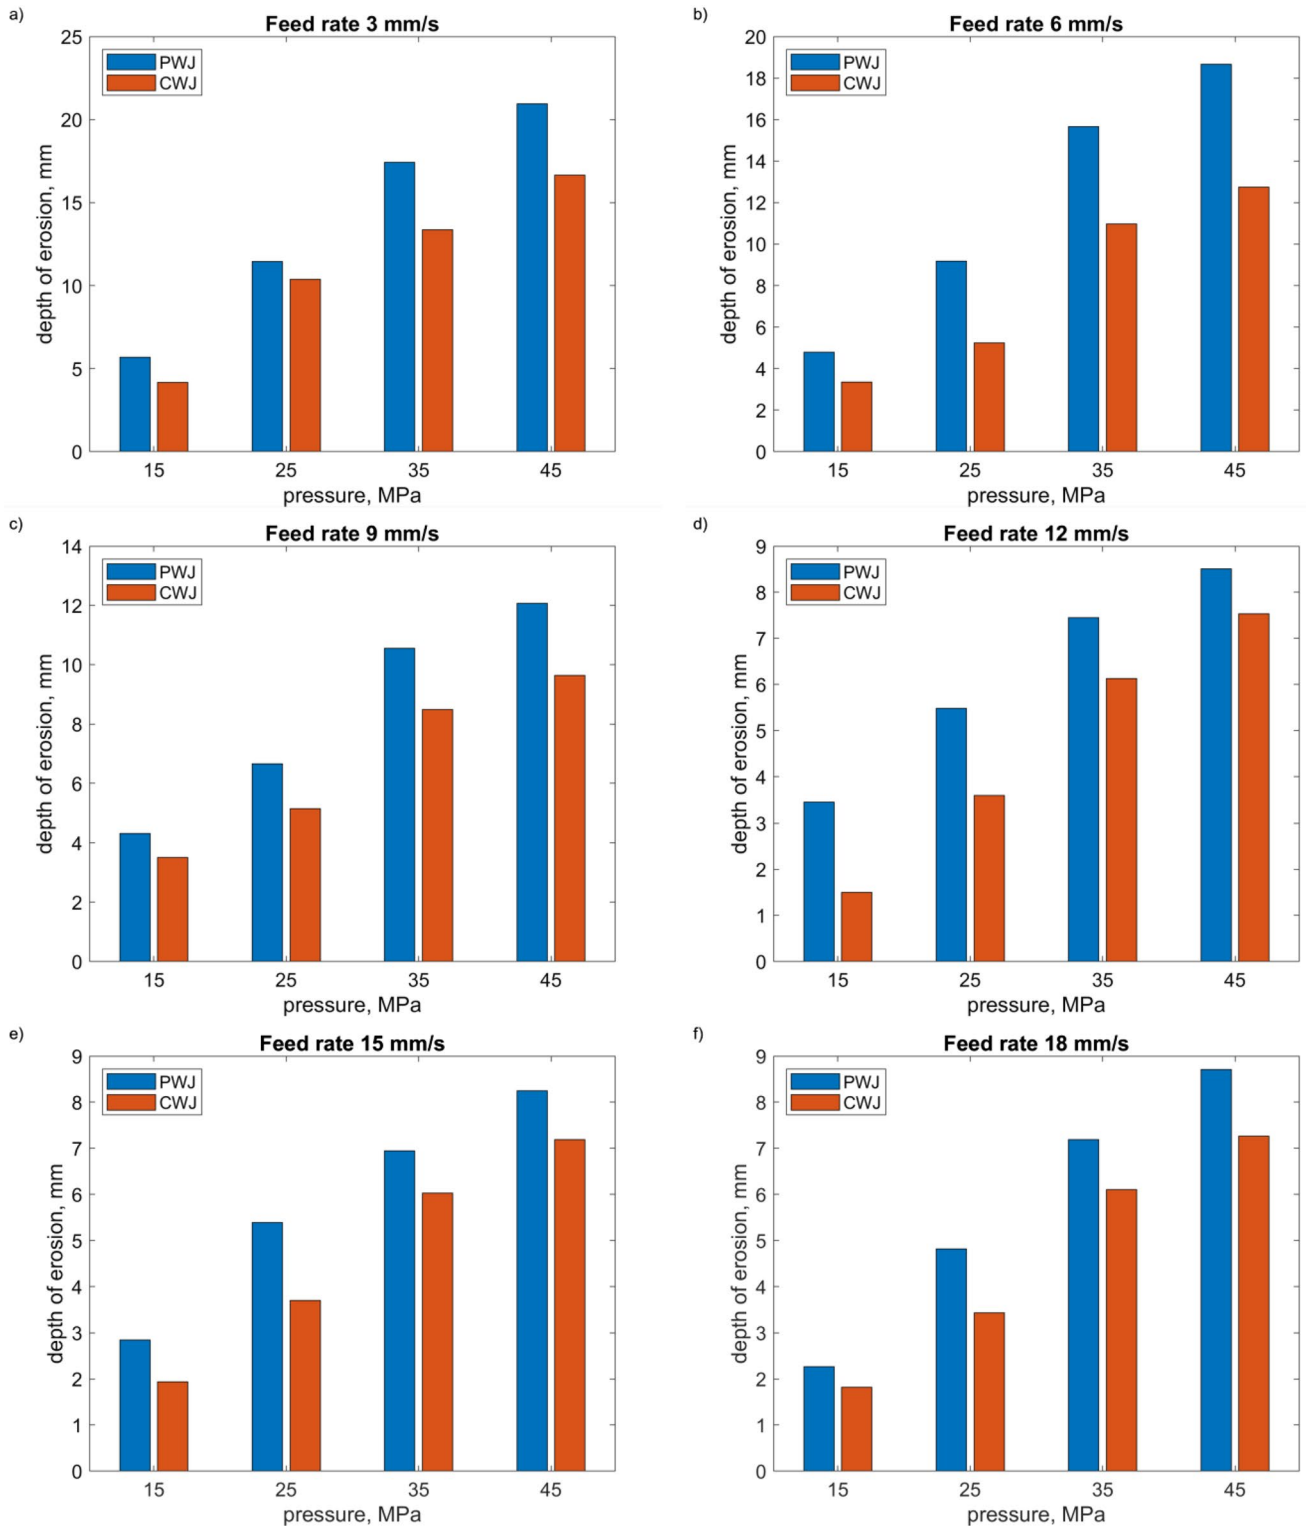 a)
Feed rate 3 mm/s
PWJ
CWJ
depth of erosion, mm
25
20
15
10
5
0
15 25 35 45
pressure, MPa
b)
Feed rate 6 mm/s
PWJ
CWJ
depth of erosion, mm
20
18
16
14
12
10
8
6
4
2
0
15 25 35 45
pressure, MPa
c)
Feed rate 9 mm/s
PWJ
CWJ
depth of erosion, mm
14
12
10
8
6
4
2
0
15 25 35 45
pressure, MPa
d)
Feed rate 12 mm/s
PWJ
CWJ
depth of erosion, mm
9
8
7
6
5
4
3
2
1
0
15 25 35 45
pressure, MPa
e)
Feed rate 15 mm/s
PWJ
CWJ
depth of erosion, mm
9
8
7
6
5
4
3
2
1
0
15 25 35 45
pressure, MPa
f)
Feed rate 18 mm/s
PWJ
CWJ
depth of erosion, mm
9
8
7
6
5
4
3
2
1
0
15 25 35 45
pressure, MPa